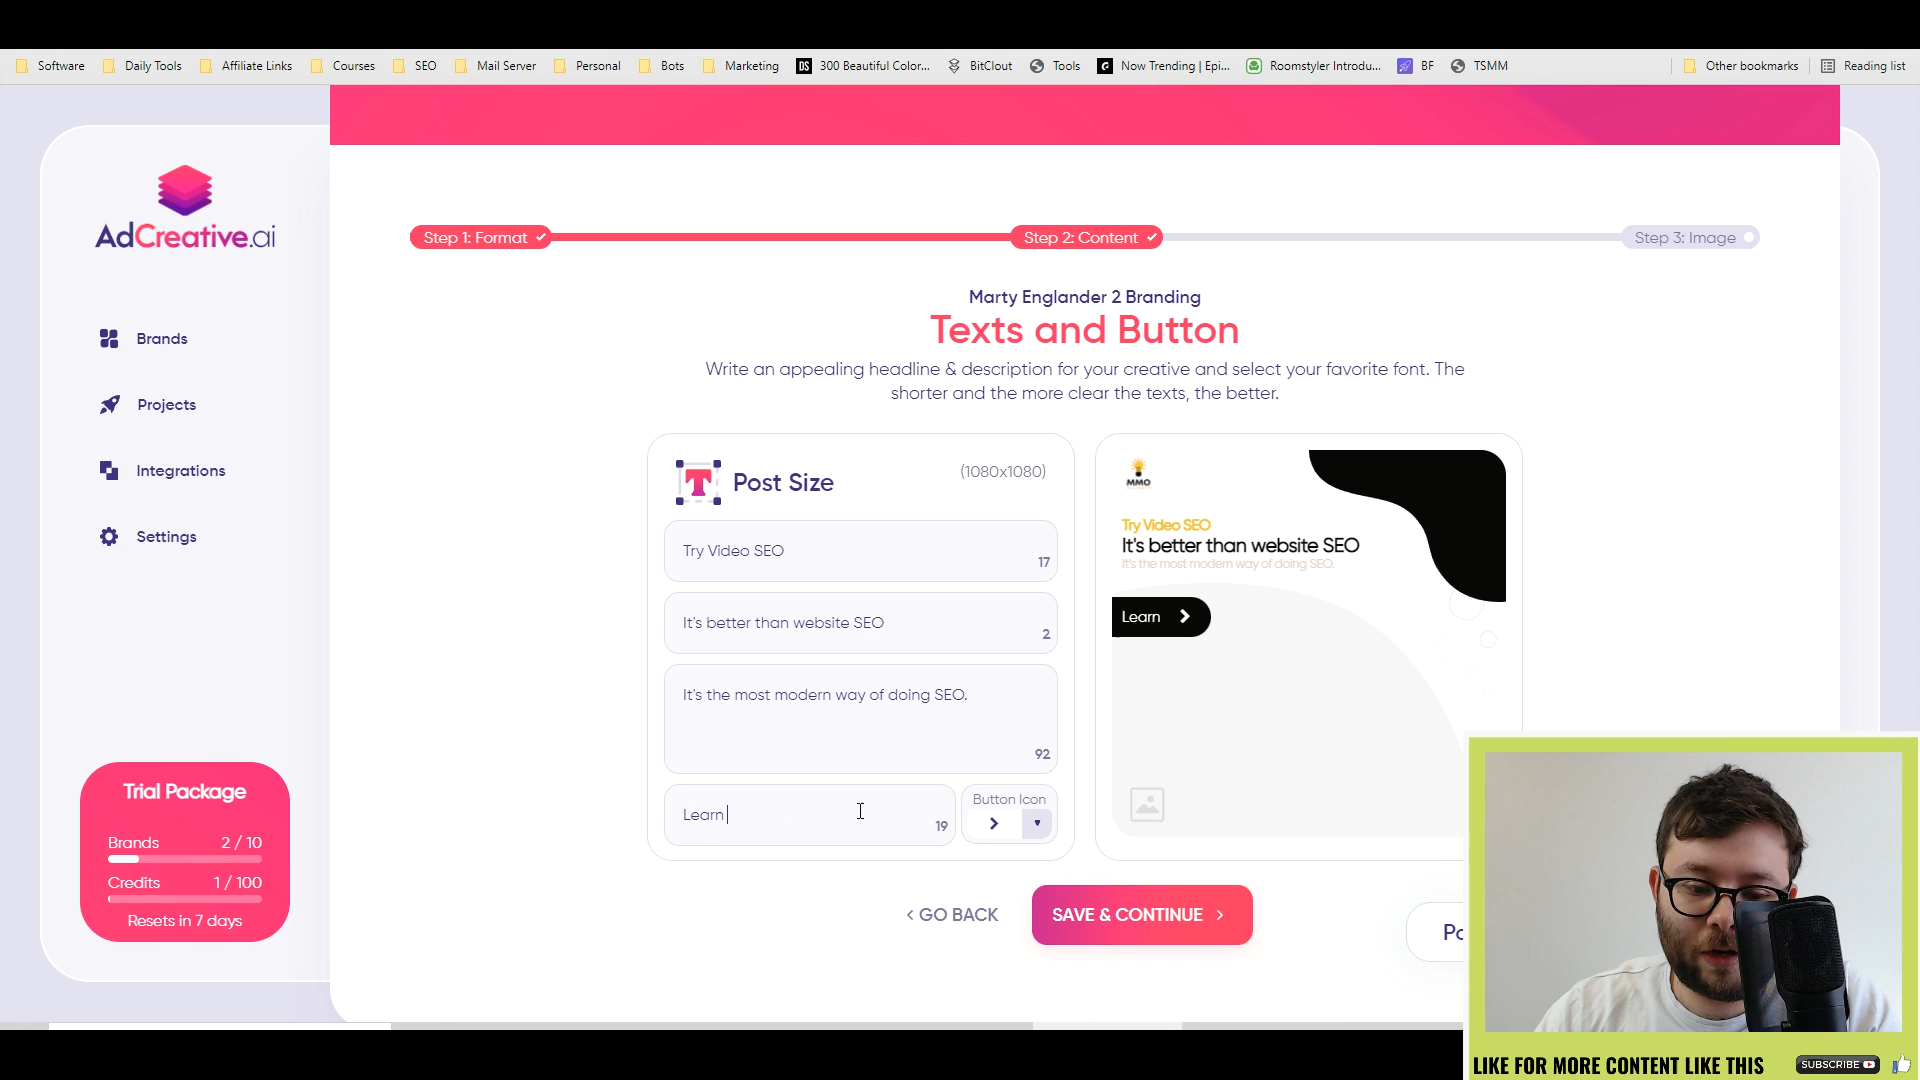 Software Daily Tools Affiliate Links Courses SEO Mail Server Personal Bots Marketing DS 300 Beautiful Color... BitClout Tools Now Trending | Epi... Roomstyler Introdu... BF TSMM Other bookmarks Reading list
AdCreative.ai
Brands
Projects
Integrations
Settings
Trial Package
Brands 2 / 10
Credits 1 / 100
Resets in 7 days
Step 1: Format Step 2: Content Step 3: Image
Marty Englander 2 Branding
Texts and Button
Write an appealing headline & description for your creative and select your favorite font. The
shorter and the more clear the texts, the better.
T Post Size (1080x1080)
Try Video SEO
17
It's better than website SEO
2
It's the most modern way of doing SEO.
92
Learn
19
Button Icon
MMO
Try Video SEO
It's better than website SEO
It's the most modern way of doing SEO.
Learn
GO BACK SAVE & CONTINUE
LIKE FOR MORE CONTENT LIKE THIS SUBSCRIBE